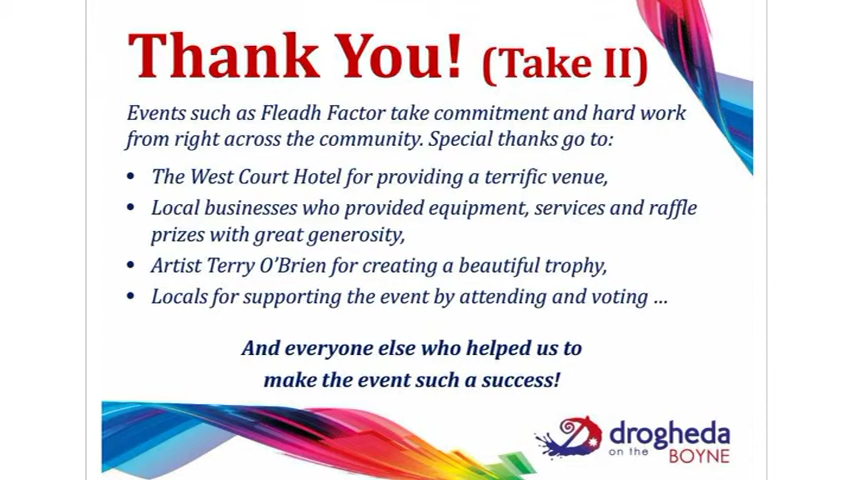 Thank You! (Take II)
Events such as Fleadh Factor take commitment and hard work
from right across the community. Special thanks go to:
• The West Court Hotel for providing a terrific venue,
• Local businesses who provided equipment, services and raffle
prizes with great generosity,
• Artist Terry O'Brien for creating a beautiful trophy,
• Locals for supporting the event by attending and voting ...
And everyone else who helped us to
make the event such a success!
drogheda
on the BOYNE